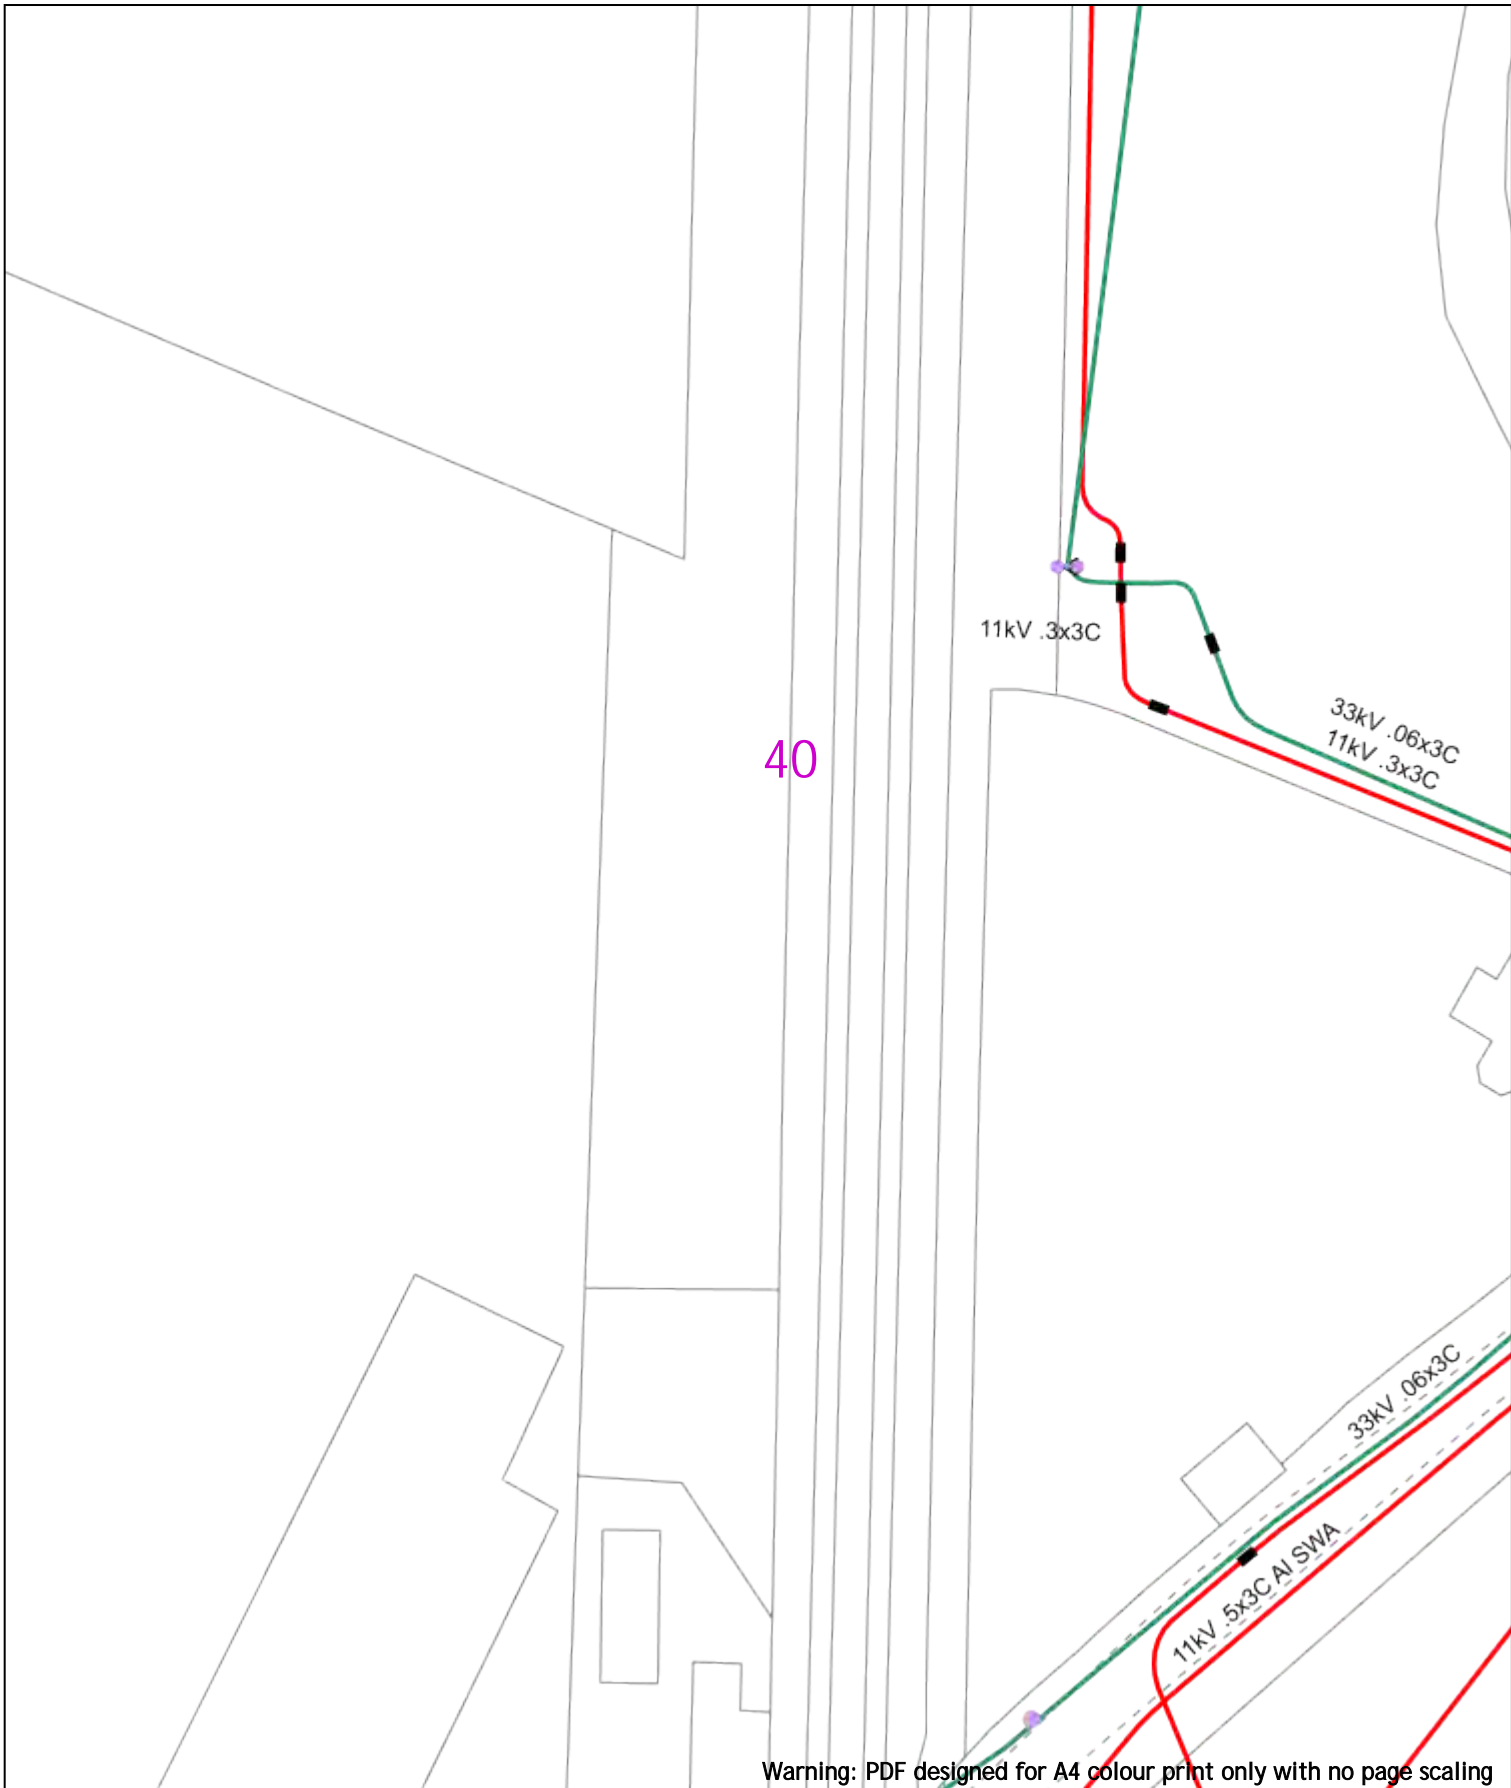 11kV .3x3C
33kV .06x3C
11kV .3x3C
40
33kV .06x3C
11kV .5x3C Al SWA
Warning: PDF designed for A4 colour print only with no page scaling